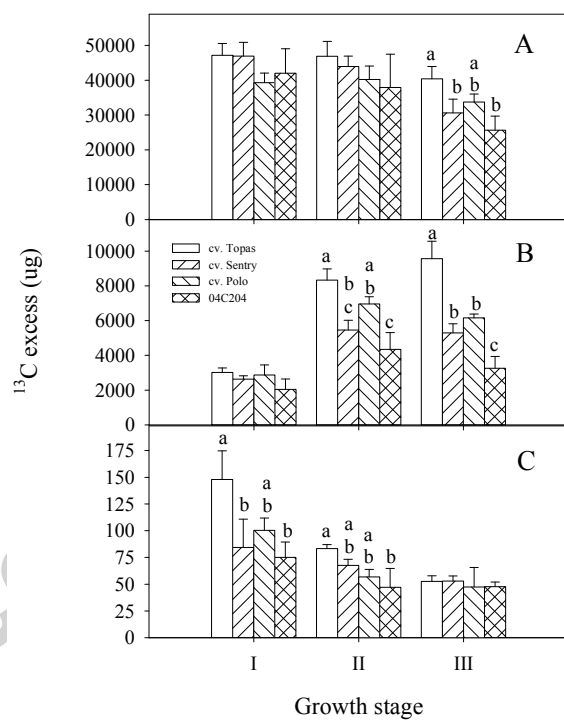 50000
40000
30000
20000
10000
0
A
a
b
a
b
b
10000
8000
6000
4000
2000
0
B
cv. Topas
cv. Sentry
cv. Polo
04C204
a
b
c
a
b
c
a
b
b
c
175
150
125
100
75
50
25
0
C
a
b
a
b
b
a
a
b
a
b
b
I II III
Growth stage
¹³C excess (ug)